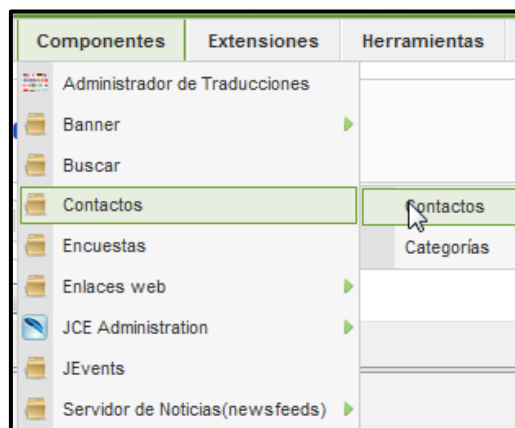 Componentes Extensiones Herramientas
Administrador de Traducciones
Banner
Buscar
Contactos Contactos
Encuestas Categorías
Enlaces web
JCE Administration
JEvents
Servidor de Noticias(newsfeeds)